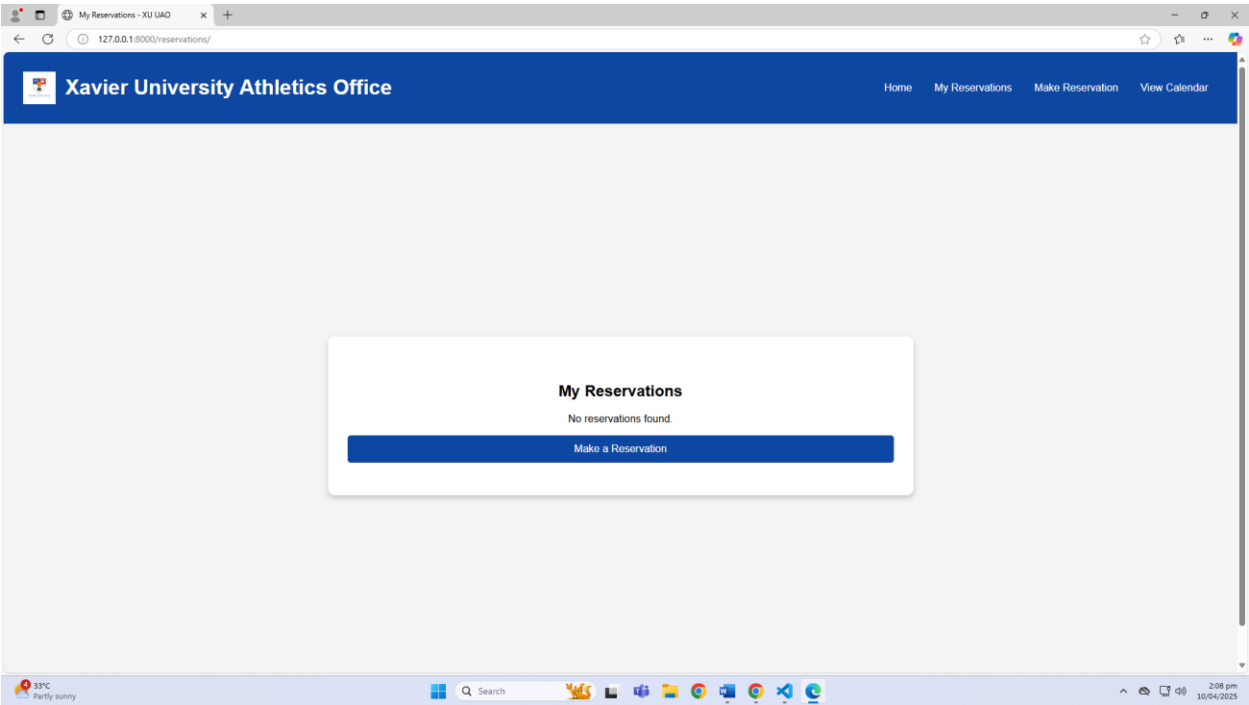 My Reservations - XU UAO
127.0.0.1:8000/reservations/
Xavier University Athletics Office
Home My Reservations Make Reservation View Calendar
My Reservations
No reservations found.
Make a Reservation
4
33°C
Partly sunny
Search
2:08 pm
10/04/2025